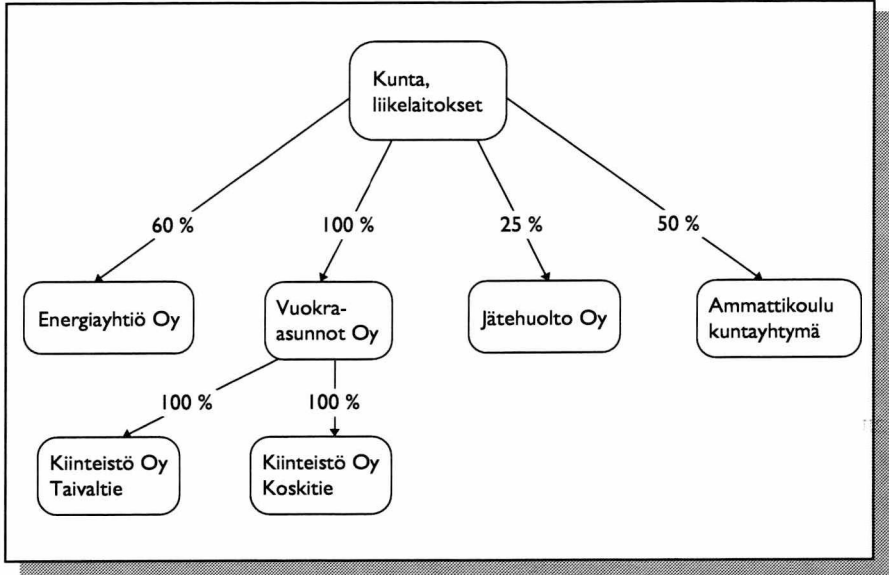 Kunta,
liikelaitokset
60 %
100 %
25 %
50 %
Energiayhtiö Oy
Vuokra-
asunnot Oy
Jätehuolto Oy
Ammattikoulu
kuntayhtymä
100 %
100 %
Kiinteistö Oy
Taivaltie
Kiinteistö Oy
Koskitie